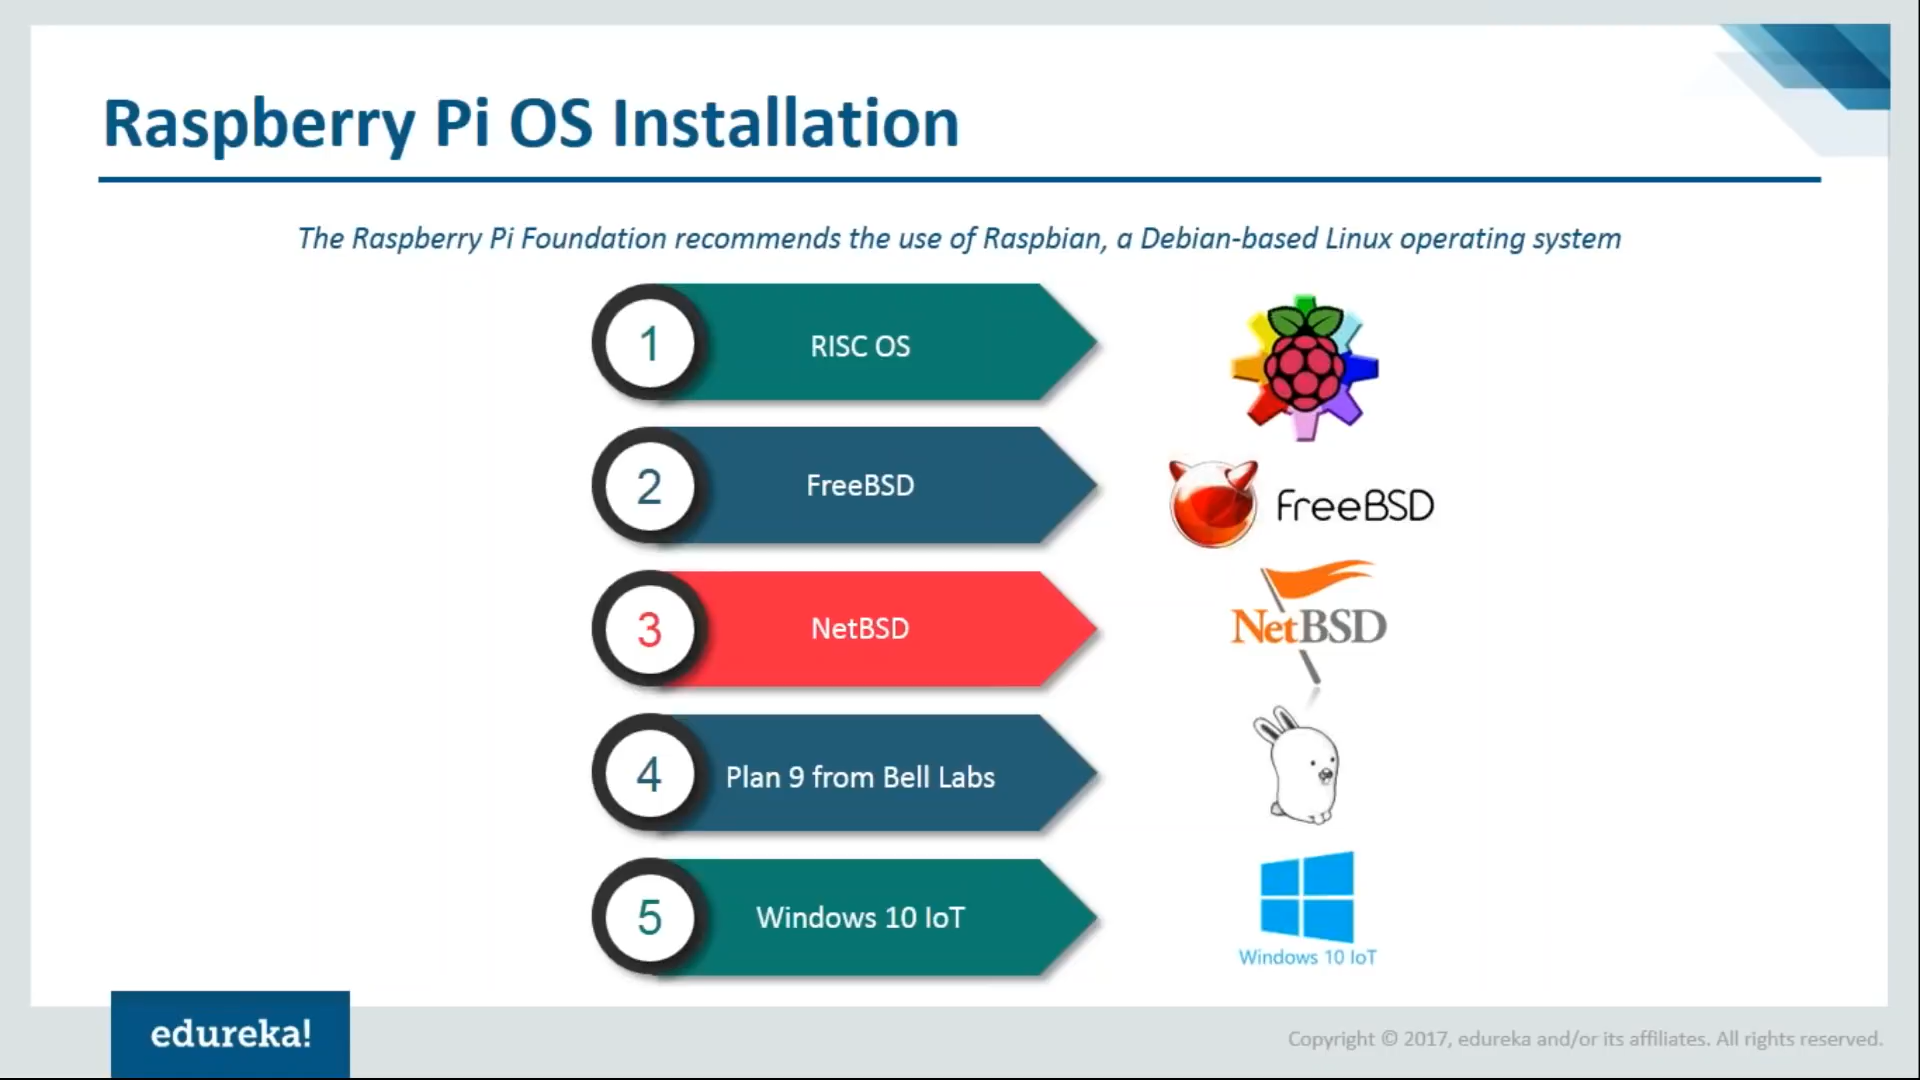 Raspberry Pi OS Installation
The Raspberry Pi Foundation recommends the use of Raspbian, a Debian-based Linux operating system
1 RISC OS
2 FreeBSD
FreeBSD
3 NetBSD
NetBSD
4 Plan 9 from Bell Labs
5 Windows 10 IoT
Windows 10 IoT
edureka!
Copyright © 2017, edureka and/or its affiliates. All rights reserved.